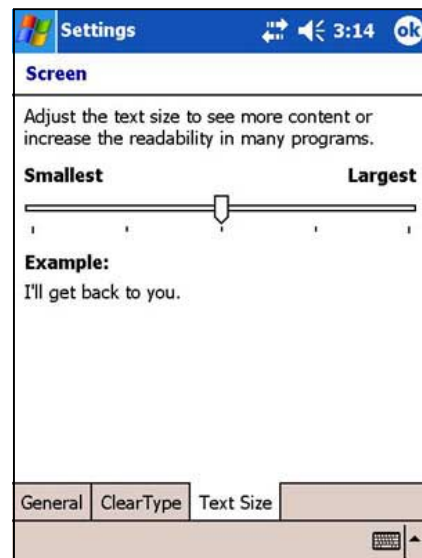 Settings 3:14 ok
Screen
Adjust the text size to see more content or
increase the readability in many programs.
Smallest Largest
Example:
I'll get back to you.
General ClearType Text Size